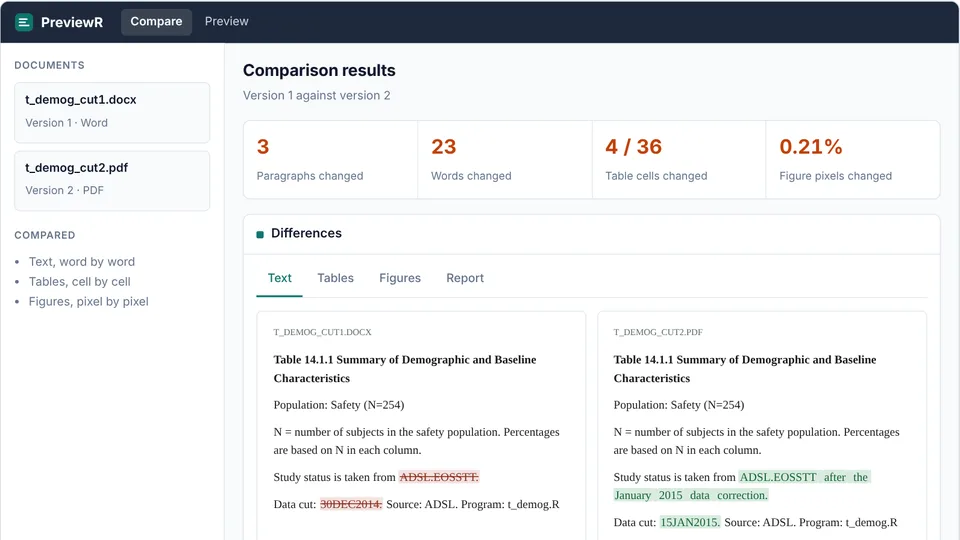 PreviewR
Compare
Preview
DOCUMENTS
t_demog_cut1.docx
Version 1 · Word
t_demog_cut2.pdf
Version 2 · PDF
COMPARED
• Text, word by word
• Tables, cell by cell
• Figures, pixel by pixel
Comparison results
Version 1 against version 2
3
Paragraphs changed
23
Words changed
4 / 36
Table cells changed
0.21%
Figure pixels changed
Differences
Text
Tables
Figures
Report
T_DEMOG_CUT1.DOCX
Table 14.1.1 Summary of Demographic and Baseline
Characteristics
Population: Safety (N=254)
N = number of subjects in the safety population. Percentages
are based on N in each column.
Study status is taken from ADSL.EOSSTT.
Data cut: 30DEC2014. Source: ADSL. Program: t_demog.R
T_DEMOG_CUT2.PDF
Table 14.1.1 Summary of Demographic and Baseline
Characteristics
Population: Safety (N=254)
N = number of subjects in the safety population. Percentages
are based on N in each column.
Study status is taken from ADSL.EOSSTT after the
January 2015 data correction.
Data cut: 15JAN2015. Source: ADSL. Program: t_demog.R